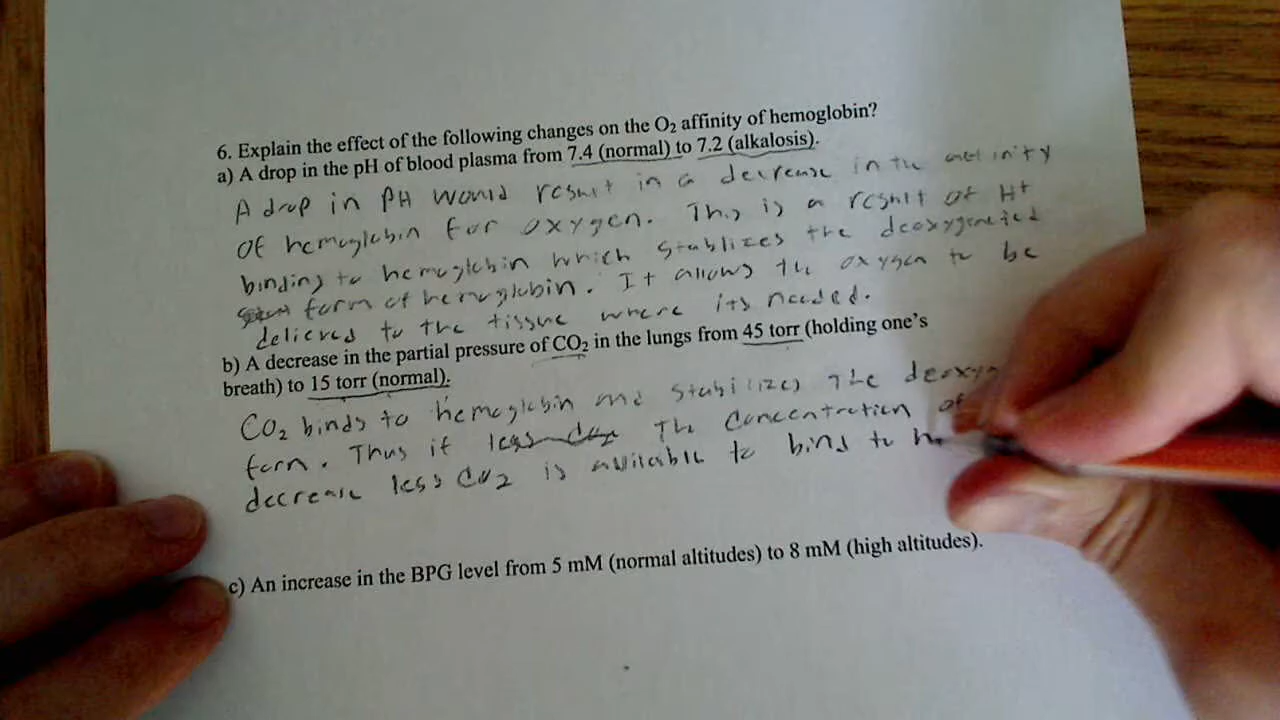 6. Explain the effect of the following changes on the O₂ affinity of hemoglobin?
a) A drop in the pH of blood plasma from 7.4 (normal) to 7.2 (alkalosis).
A drop in pH would result in a decrease in the
of hemoglobin for oxygen. This is a result of H+
binding to hemoglobin which stablizes the deoxygenated
form of hemoglobin. It allows the oxygen to be
delieved to the tissue where its needed.
b) A decrease in the partial pressure of CO₂ in the lungs from 45 torr (holding one's
breath) to 15 torr (normal).
CO₂ binds to hemoglobin and stabilizes the deoxy
form. Thus if the concentration of
decrease less CO₂ is available to bind to
c) An increase in the BPG level from 5 mM (normal altitudes) to 8 mM (high altitudes).